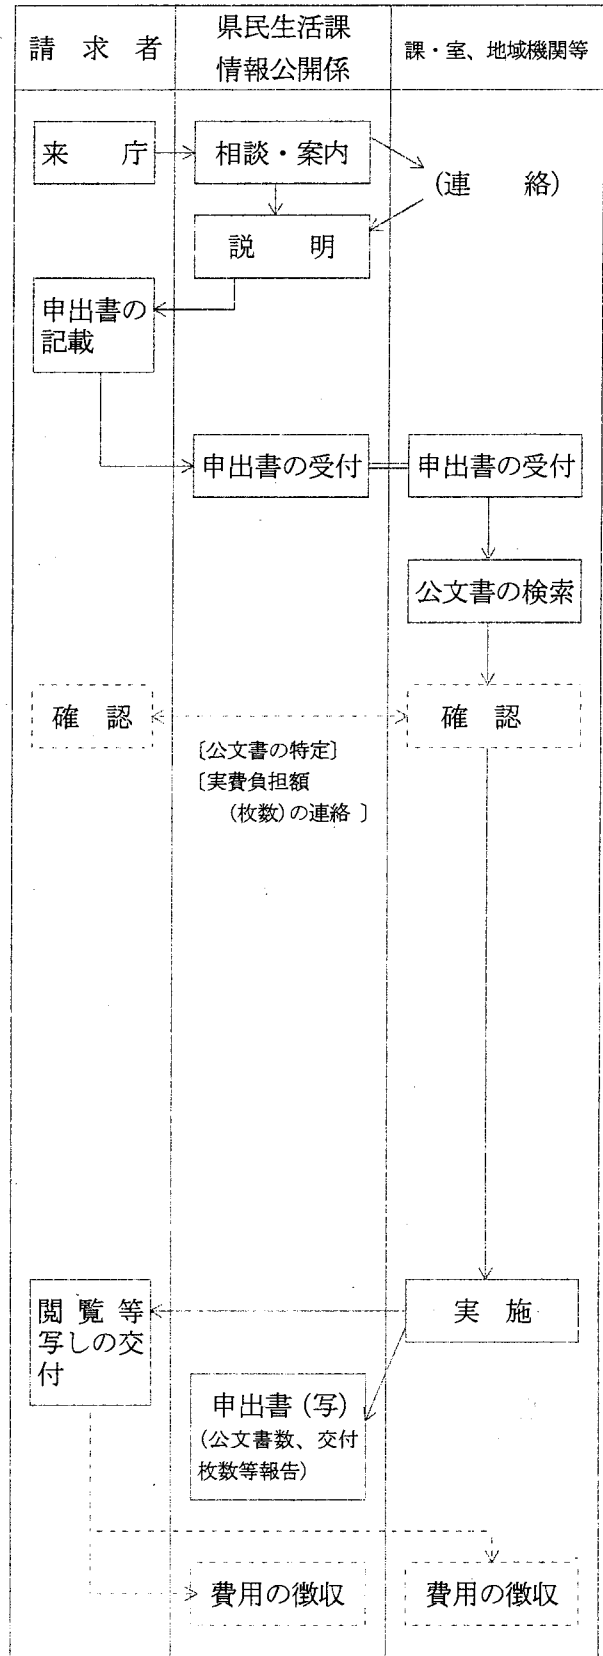 請求者
県民生活課
情報公開係
課・室、地域機関等
来庁
相談・案内
(連絡)
説明
申出書の
記載
申出書の受付
申出書の受付
公文書の検索
確認
確認
〔公文書の特定〕
〔実費負担額
(枚数)の連絡 〕
閲覧等
写しの交
付
実施
申出書(写)
(公文書数、交付
枚数等報告)
費用の徴収
費用の徴収